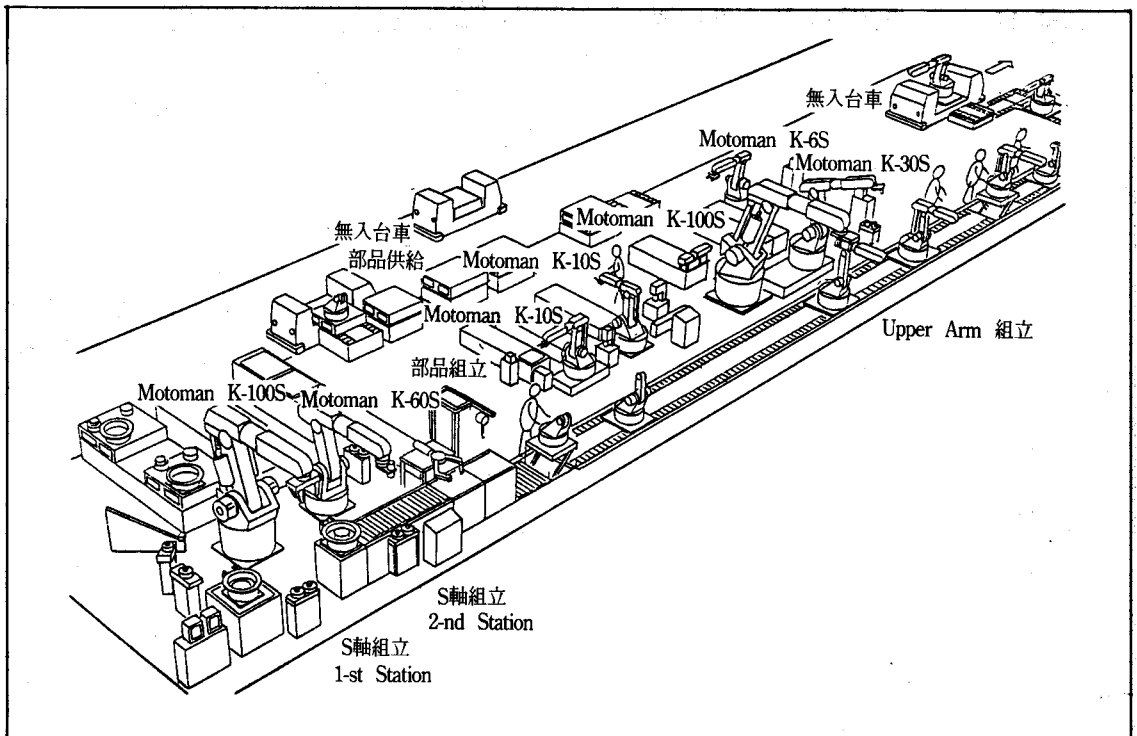 無入台車
Motoman K-6S
Motoman K-30S
Motoman K-100S
無入台車
部品供給
Motoman K-10S
Motoman K-10S
Upper Arm 組立
部品組立
Motoman K-100S
Motoman K-60S
S軸組立
2-nd Station
S軸組立
1-st Station